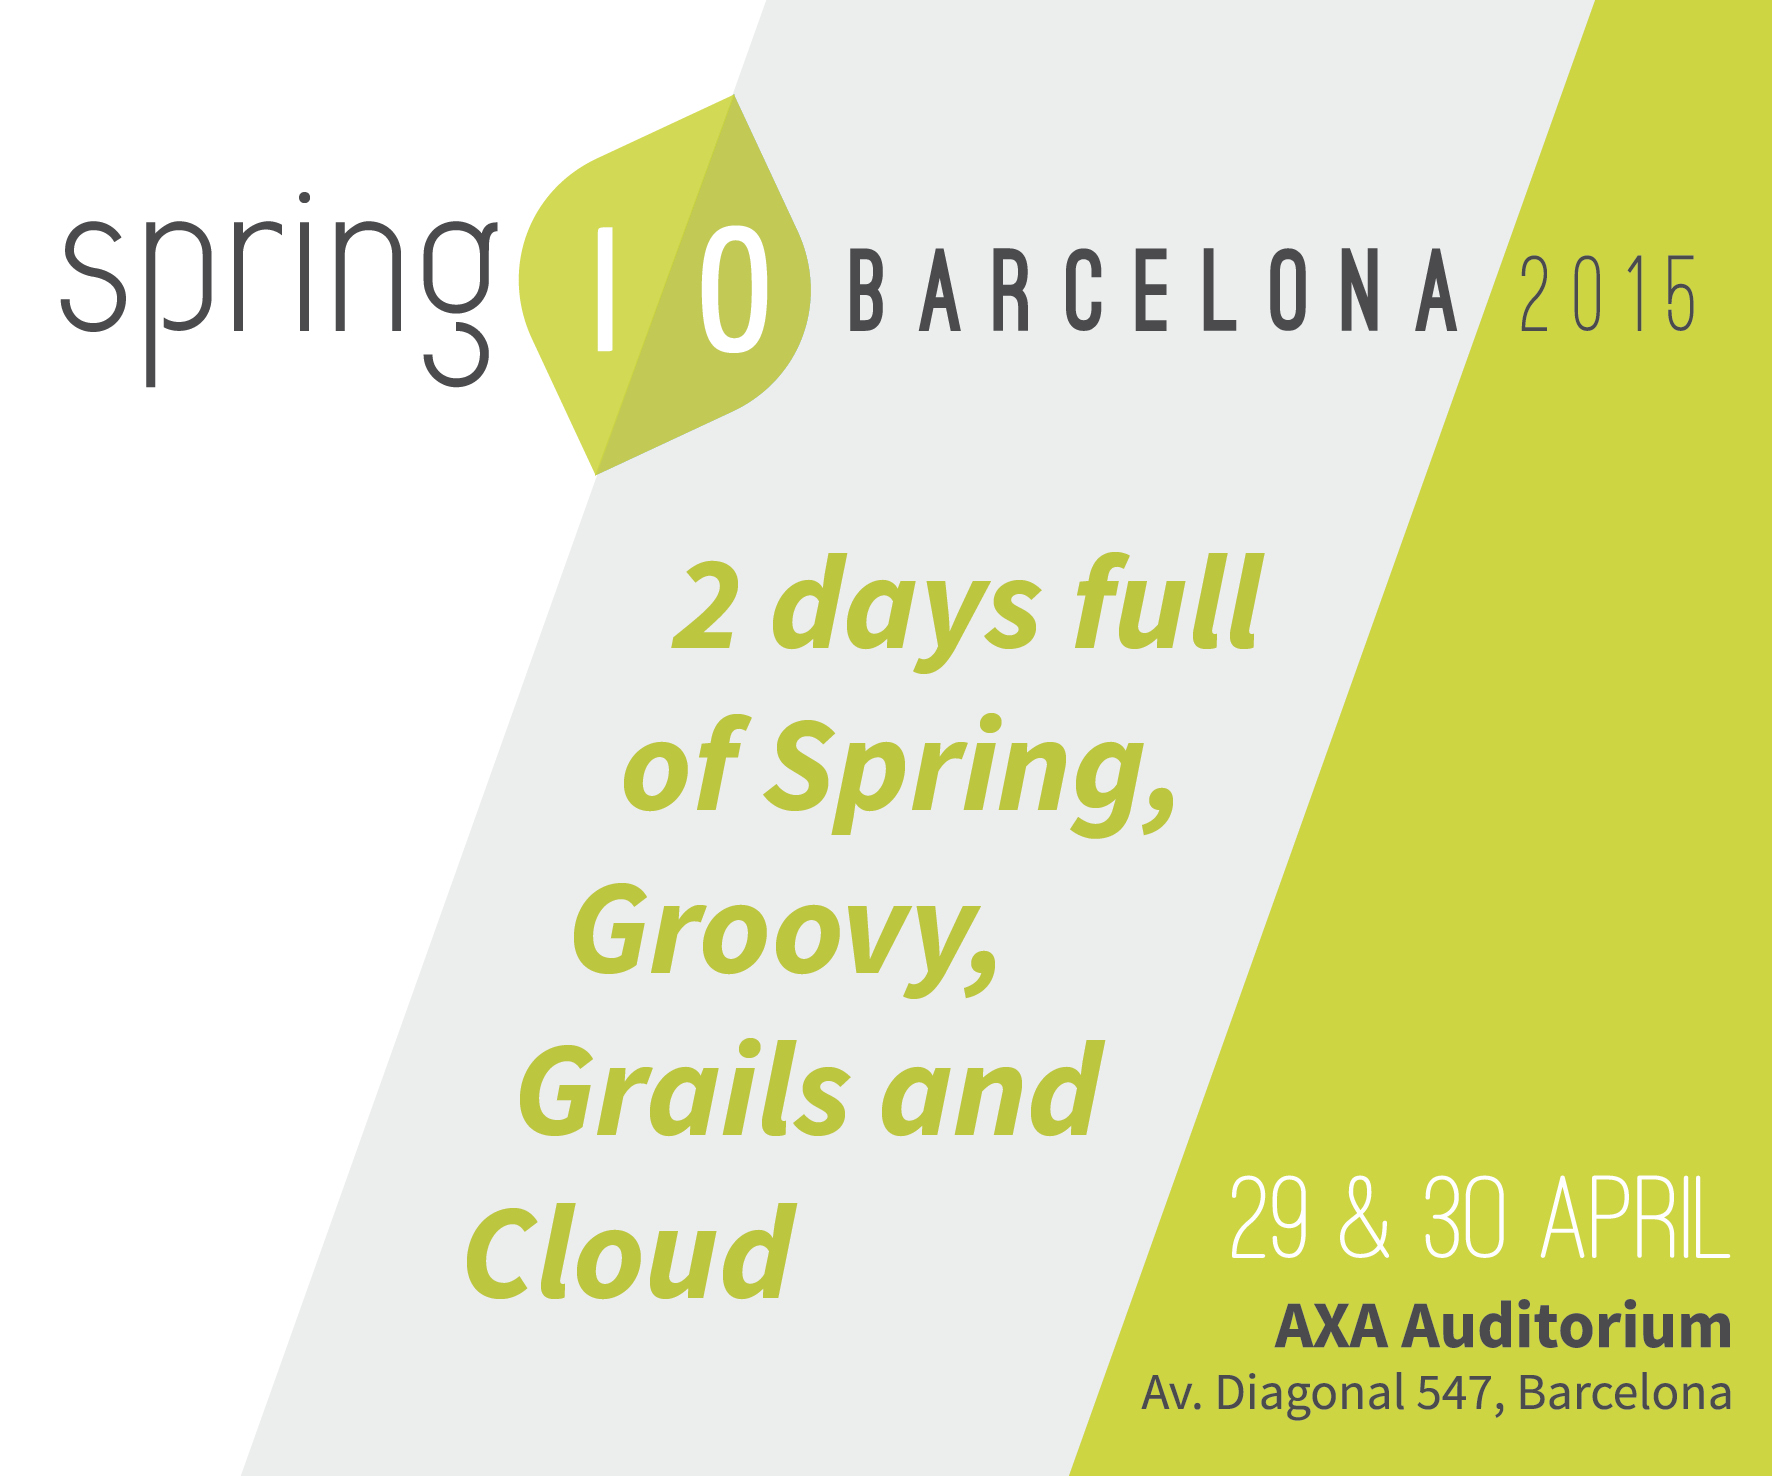 spring IO BARCELONA 2015
2 days full
of Spring,
Groovy,
Grails and
Cloud
29 & 30 APRIL
AXA Auditorium
Av. Diagonal 547, Barcelona